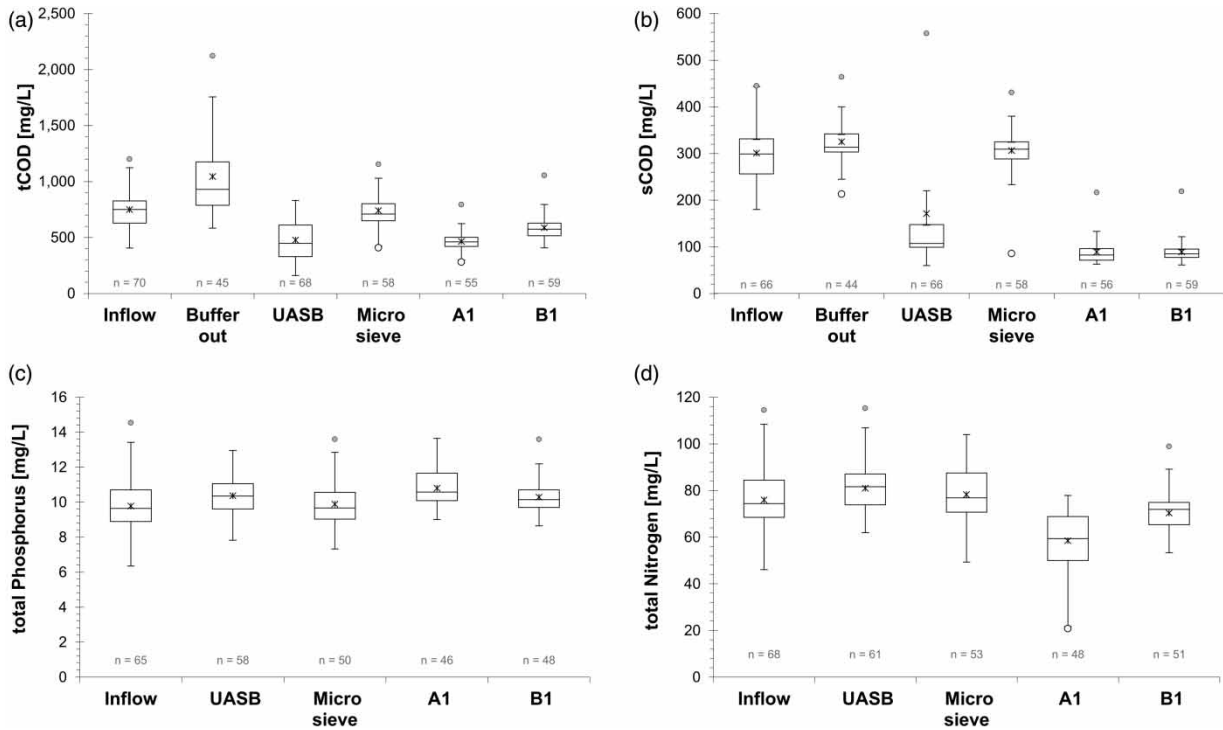 (a)
tCOD [mg/L]
2,500
2,000
1,500
1,000
500
0
n = 70
n = 45
n = 68
n = 58
n = 55
n = 59
Inflow
Buffer
out
UASB
Micro
sieve
A1
B1
(b)
sCOD [mg/L]
600
500
400
300
200
100
0
n = 66
n = 44
n = 66
n = 58
n = 56
n = 59
Inflow
Buffer
out
UASB
Micro
sieve
A1
B1
(c)
total Phosphorus [mg/L]
16
14
12
10
8
6
4
2
0
n = 65
n = 58
n = 50
n = 46
n = 48
Inflow
UASB
Micro
sieve
A1
B1
(d)
total Nitrogen [mg/L]
120
100
80
60
40
20
0
n = 68
n = 61
n = 53
n = 48
n = 51
Inflow
UASB
Micro
sieve
A1
B1